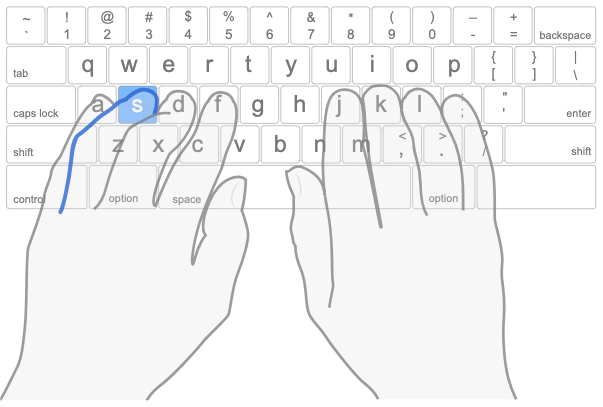 ~ ! @ # $ % ^ & * ( ) – +
` 1 2 3 4 5 6 7 8 9 0 - = backspace
tab q w e r t y u i o p { [ } ] | \
caps lock a s d f g h j k l : ; " ' enter
shift z x c v b n m < , > . ? / shift
control option space option